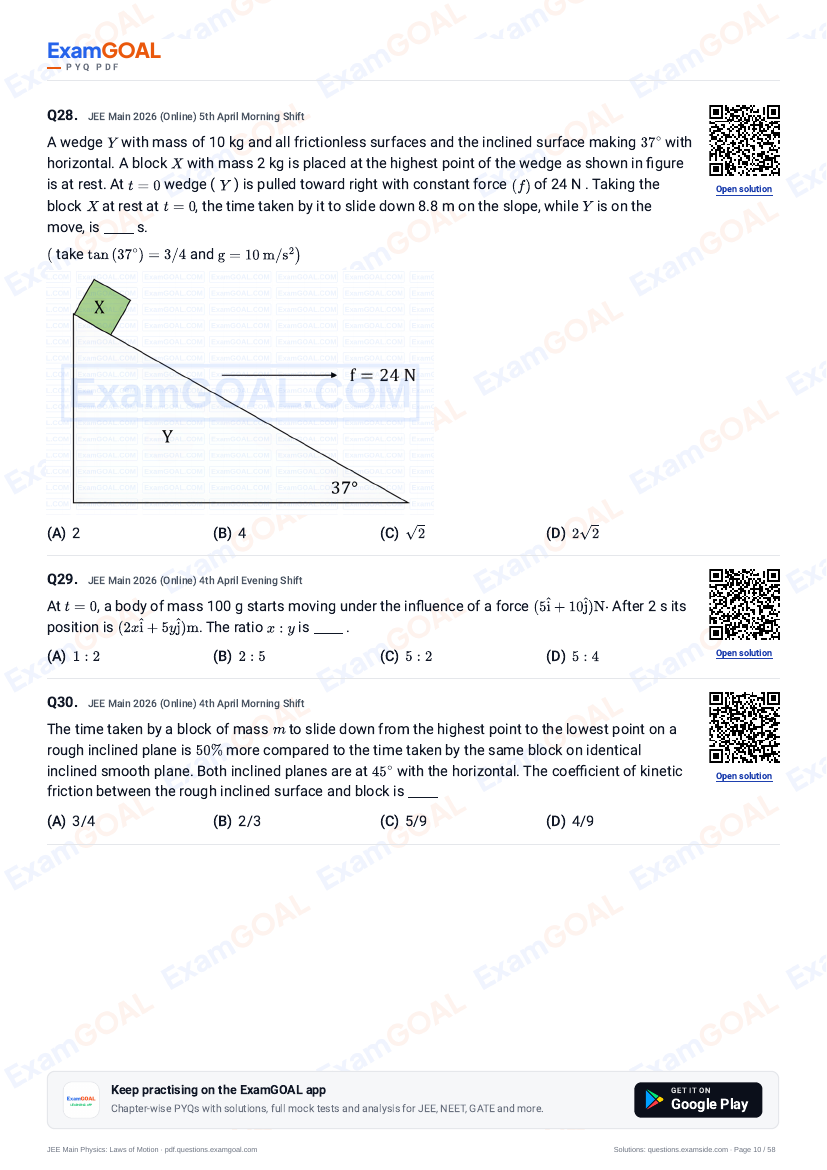 ExamGOAL
PYQ PDF
Q28. JEE Main 2026 (Online) 5th April Morning Shift
A wedge Y with mass of 10 kg and all frictionless surfaces and the inclined surface making 37° with
horizontal. A block X with mass 2 kg is placed at the highest point of the wedge as shown in figure
is at rest. At t = 0 wedge ( Y ) is pulled toward right with constant force (f) of 24 N . Taking the
block X at rest at t = 0, the time taken by it to slide down 8.8 m on the slope, while Y is on the
move, is ____ s.
( take tan (37°) = 3/4 and g = 10 m/s²)
Open solution
X
f = 24 N
ExamGOAL.COM
Y
37°
(A) 2 (B) 4 (C) √2 (D) 2√2
Q29. JEE Main 2026 (Online) 4th April Evening Shift
At t = 0, a body of mass 100 g starts moving under the influence of a force (5î + 10ĵ)N. After 2 s its
position is (2xî + 5yĵ)m. The ratio x : y is ____ .
Open solution
(A) 1 : 2 (B) 2 : 5 (C) 5 : 2 (D) 5 : 4
Q30. JEE Main 2026 (Online) 4th April Morning Shift
The time taken by a block of mass m to slide down from the highest point to the lowest point on a
rough inclined plane is 50% more compared to the time taken by the same block on identical
inclined smooth plane. Both inclined planes are at 45° with the horizontal. The coefficient of kinetic
friction between the rough inclined surface and block is ____
Open solution
(A) 3/4 (B) 2/3 (C) 5/9 (D) 4/9
Keep practising on the ExamGOAL app
Chapter-wise PYQs with solutions, full mock tests and analysis for JEE, NEET, GATE and more.
GET IT ON
Google Play
JEE Main Physics: Laws of Motion · pdf.questions.examgoal.com
Solutions: questions.examside.com · Page 10 / 58